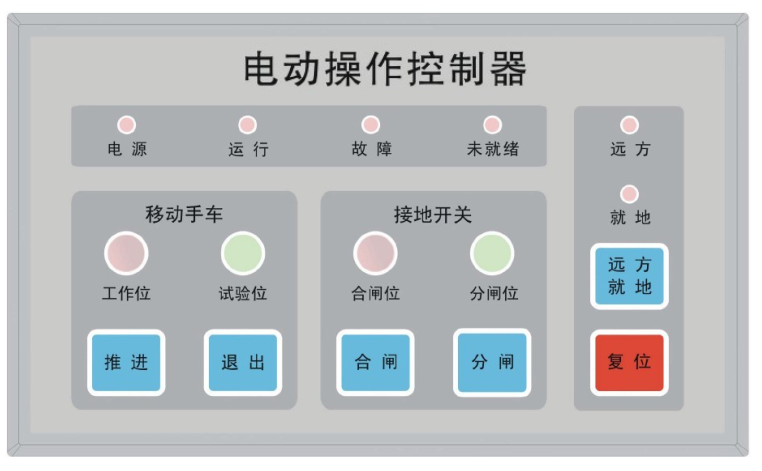 电动操作控制器
电源 运行 故障 未就绪
远方
就地
移动手车
工作位 试验位
推进 退出
接地开关
合闸位 分闸位
合闸 分闸
远方
就地
复位